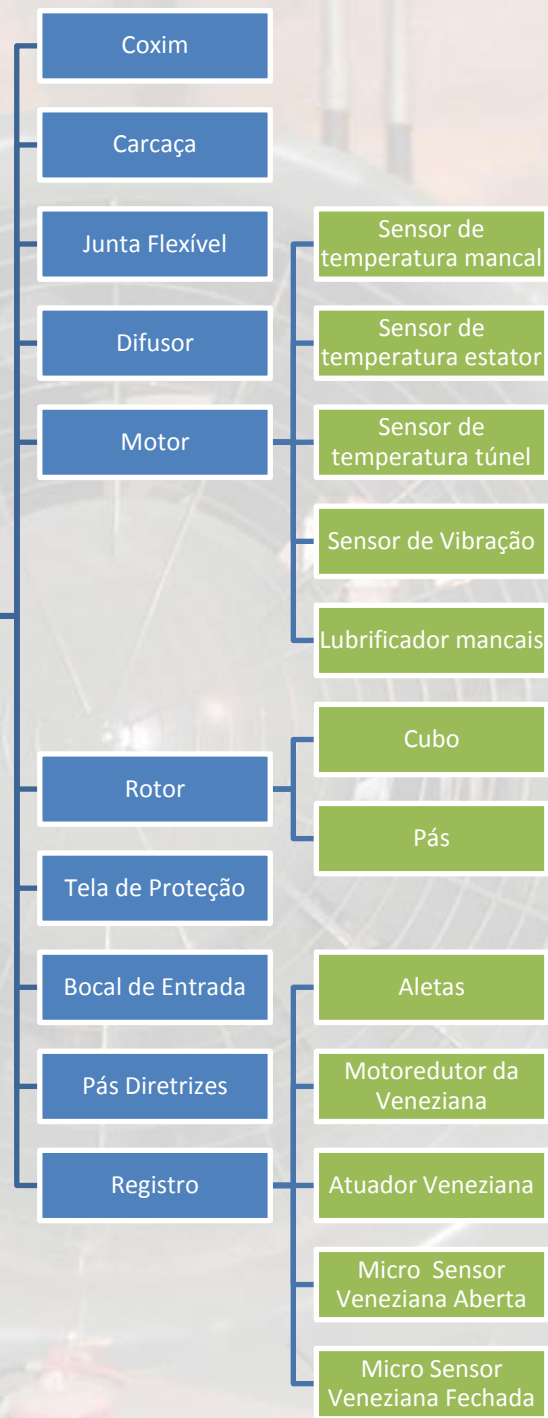 Coxim
Carcaça
Junta Flexível
Difusor
Motor
Sensor de
temperatura mancal
Sensor de
temperatura estator
Sensor de
temperatura túnel
Sensor de Vibração
Lubrificador mancais
Rotor
Cubo
Pás
Tela de Proteção
Bocal de Entrada
Pás Diretrizes
Registro
Aletas
Motoredutor da
Veneziana
Atuador Veneziana
Micro Sensor
Veneziana Aberta
Micro Sensor
Veneziana Fechada